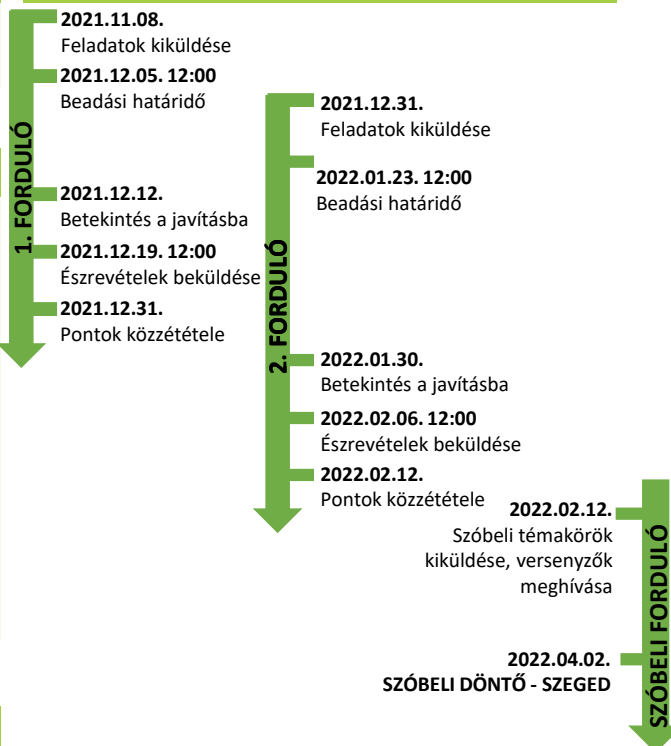 1. FORDULÓ
2021.11.08.
Feladatok kiküldése
2021.12.05. 12:00
Beadási határidő
2021.12.12.
Betekintés a javításba
2021.12.19. 12:00
Észrevételek beküldése
2021.12.31.
Pontok közzététele
2. FORDULÓ
2021.12.31.
Feladatok kiküldése
2022.01.23. 12:00
Beadási határidő
2022.01.30.
Betekintés a javításba
2022.02.06. 12:00
Észrevételek beküldése
2022.02.12.
Pontok közzététele
SZÓBELI FORDULÓ
2022.02.12.
Szóbeli témakörök
kiküldése, versenyzők
meghívása
2022.04.02.
SZÓBELI DÖNTŐ - SZEGED